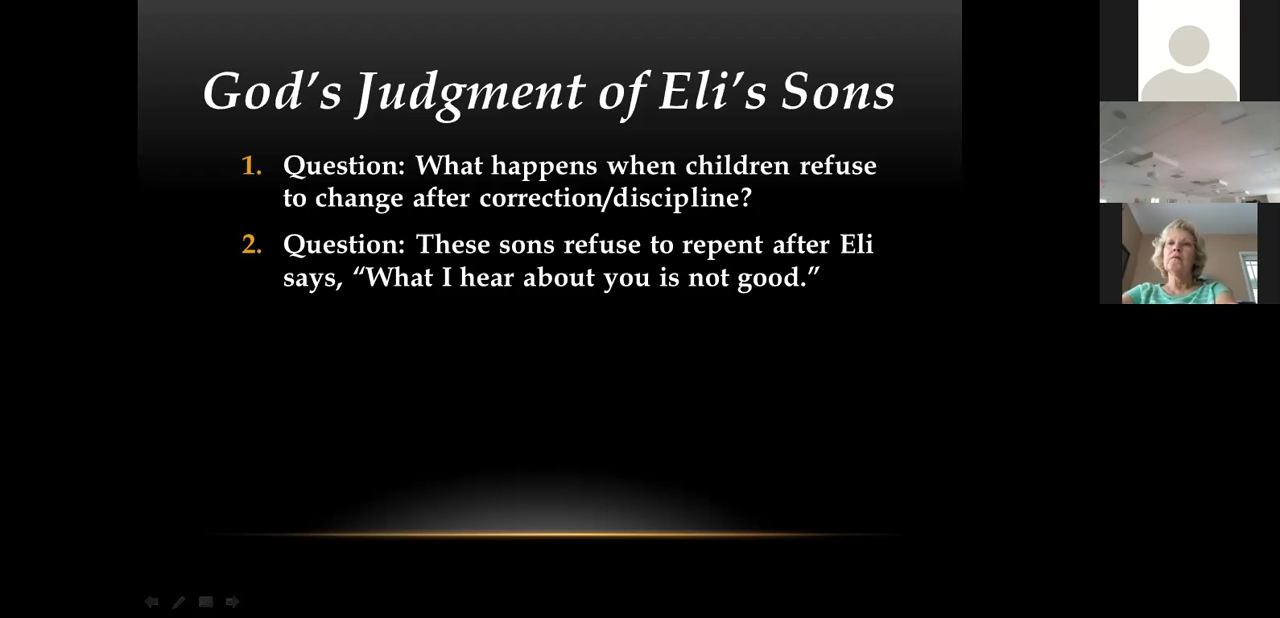 God’s Judgment of Eli’s Sons
1. Question: What happens when children refuse
to change after correction/discipline?
2. Question: These sons refuse to repent after Eli
says, “What I hear about you is not good.”